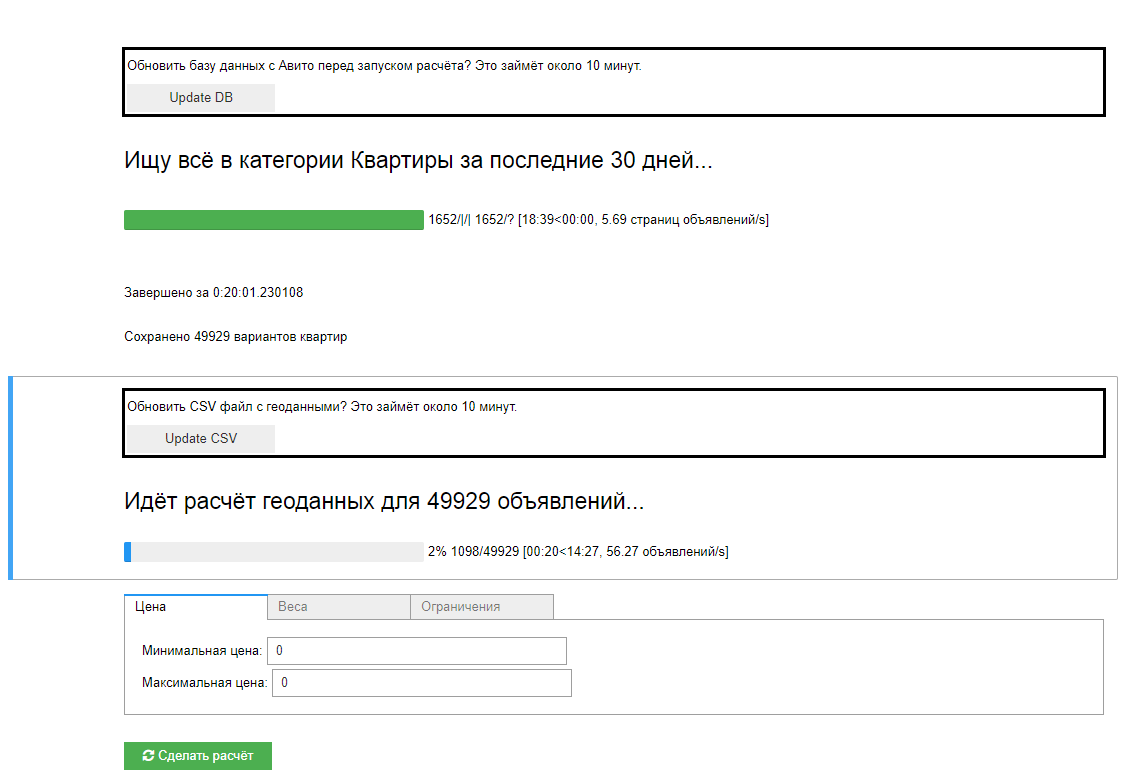 Обновить базу данных с Авито перед запуском расчёта? Это займёт около 10 минут.
Update DB
Ищу всё в категории Квартиры за последние 30 дней...
1652/|/| 1652/? [18:39<00:00, 5.69 страниц объявлений/s]
Завершено за 0:20:01.230108
Сохранено 49929 вариантов квартир
Обновить CSV файл с геоданными? Это займёт около 10 минут.
Update CSV
Идёт расчёт геоданных для 49929 объявлений...
2% 1098/49929 [00:20<14:27, 56.27 объявлений/s]
Цена Веса Ограничения
Минимальная цена: 0
Максимальная цена: 0
Сделать расчёт